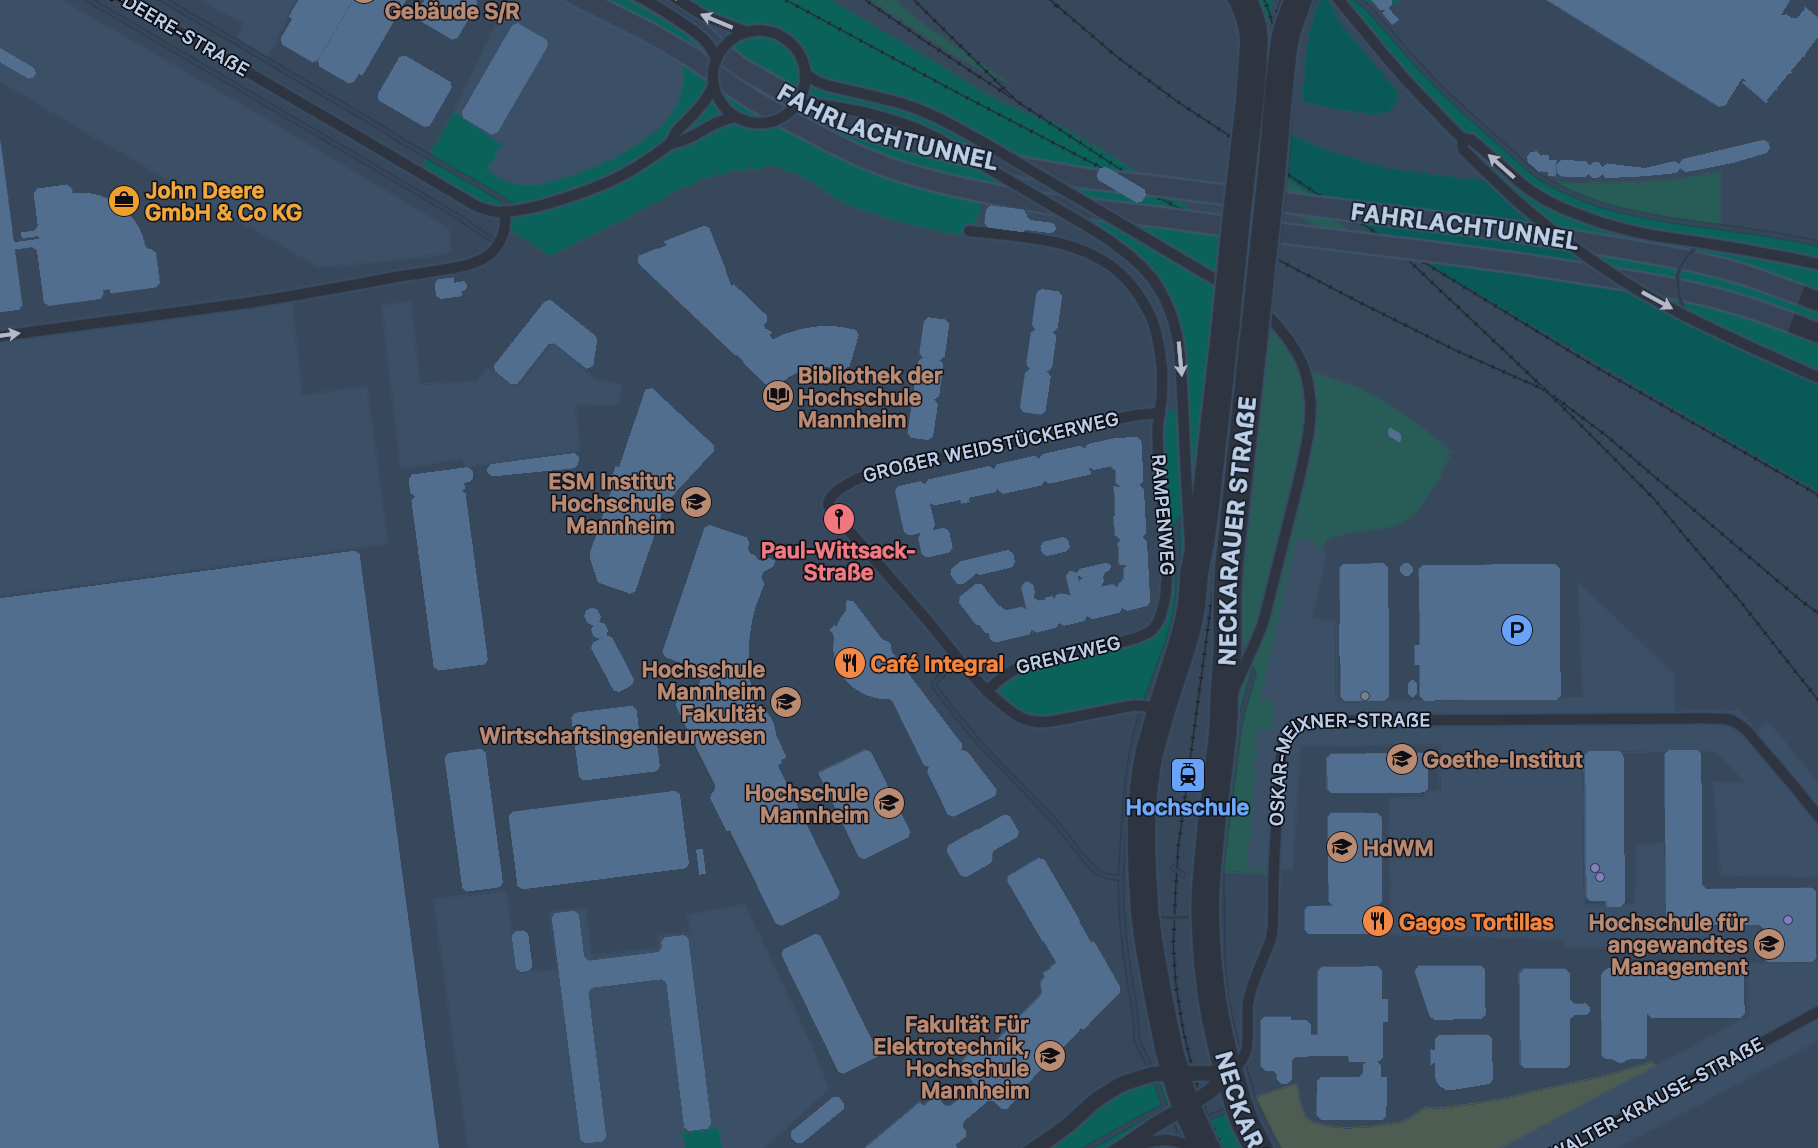 Gebäude S/R
DEERE-STRAẞE
FAHRLACHTUNNEL
John Deere
GmbH & Co KG
FAHRLACHTUNNEL
Bibliothek der
Hochschule
Mannheim
GROẞER WEIDSTÜCKERWEG
NECKARAUER STRAẞE
RAMPENWEG
ESM Institut
Hochschule
Mannheim
Paul-Wittsack-
Straße
P
GRENZWEG
Café Integral
Hochschule
Mannheim
Fakultät
Wirtschaftsingenieurwesen
OSKAR-MEIXNER-STRAẞE
Goethe-Institut
Hochschule
Mannheim
Hochschule
HdWM
Gagos Tortillas
Hochschule für
angewandtes
Management
Fakultät Für
Elektrotechnik,
Hochschule
Mannheim
NECKAR
WALTER-KRAUSE-STRAẞE